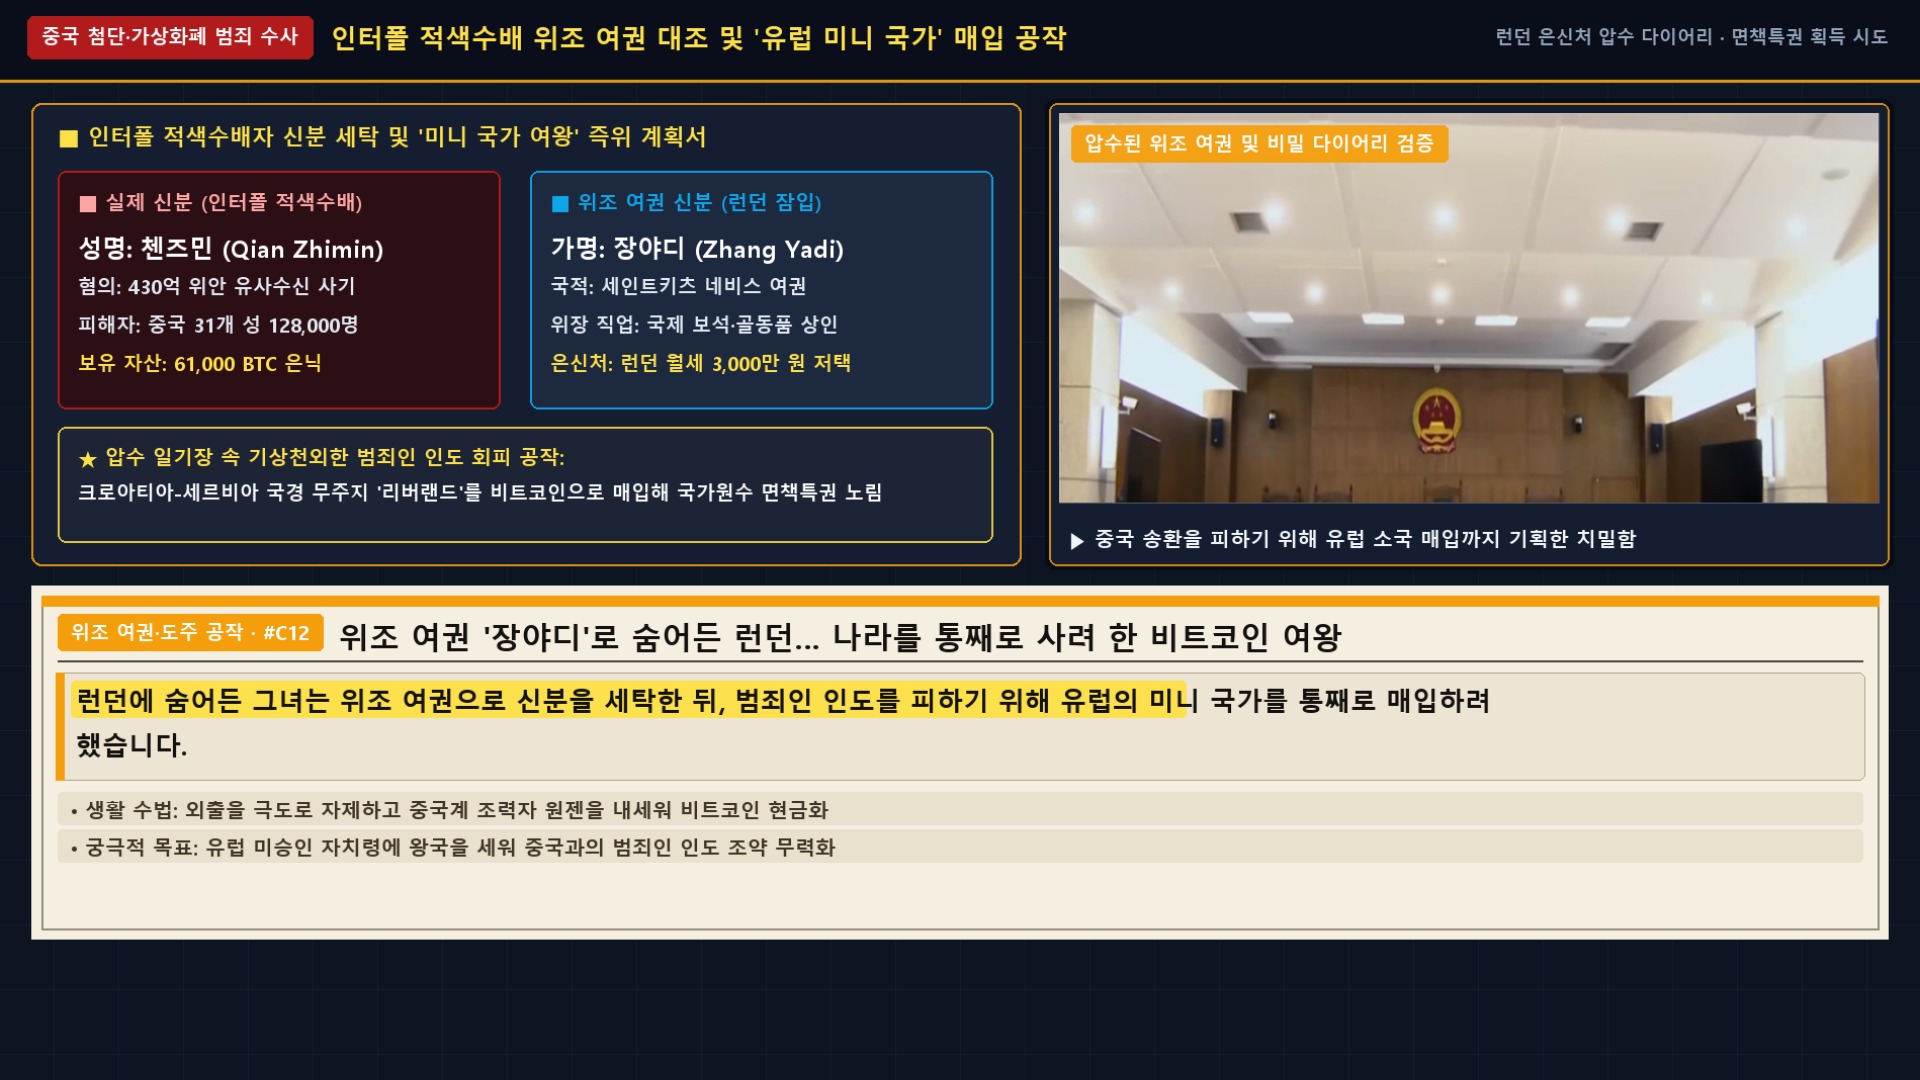 중국 첨단·가상화폐 범죄 수사
인터폴 적색수배 위조 여권 대조 및 '유럽 미니 국가' 매입 공작
런던 은신처 압수 다이어리 · 면책특권 획득 시도
■ 인터폴 적색수배자 신분 세탁 및 '미니 국가 여왕' 즉위 계획서
■ 실제 신분 (인터폴 적색수배)
성명: 첸즈민 (Qian Zhimin)
혐의: 430억 위안 유사수신 사기
피해자: 중국 31개 성 128,000명
보유 자산: 61,000 BTC 은닉
■ 위조 여권 신분 (런던 잠입)
가명: 장야디 (Zhang Yadi)
국적: 세인트키츠 네비스 여권
위장 직업: 국제 보석·골동품 상인
은신처: 런던 월세 3,000만 원 저택
★ 압수 일기장 속 기상천외한 범죄인 인도 회피 공작:
크로아티아-세르비아 국경 무주지 '리버랜드'를 비트코인으로 매입해 국가원수 면책특권 노림
압수된 위조 여권 및 비밀 다이어리 검증
▶ 중국 송환을 피하기 위해 유럽 소국 매입까지 기획한 치밀함
위조 여권·도주 공작 · #C12
위조 여권 '장야디'로 숨어든 런던... 나라를 통째로 사려 한 비트코인 여왕
런던에 숨어든 그녀는 위조 여권으로 신분을 세탁한 뒤, 범죄인 인도를 피하기 위해 유럽의 미니 국가를 통째로 매입하려
했습니다.
• 생활 수법: 외출을 극도로 자제하고 중국계 조력자 원젠을 내세워 비트코인 현금화
• 궁극적 목표: 유럽 미승인 자치령에 왕국을 세워 중국과의 범죄인 인도 조약 무력화